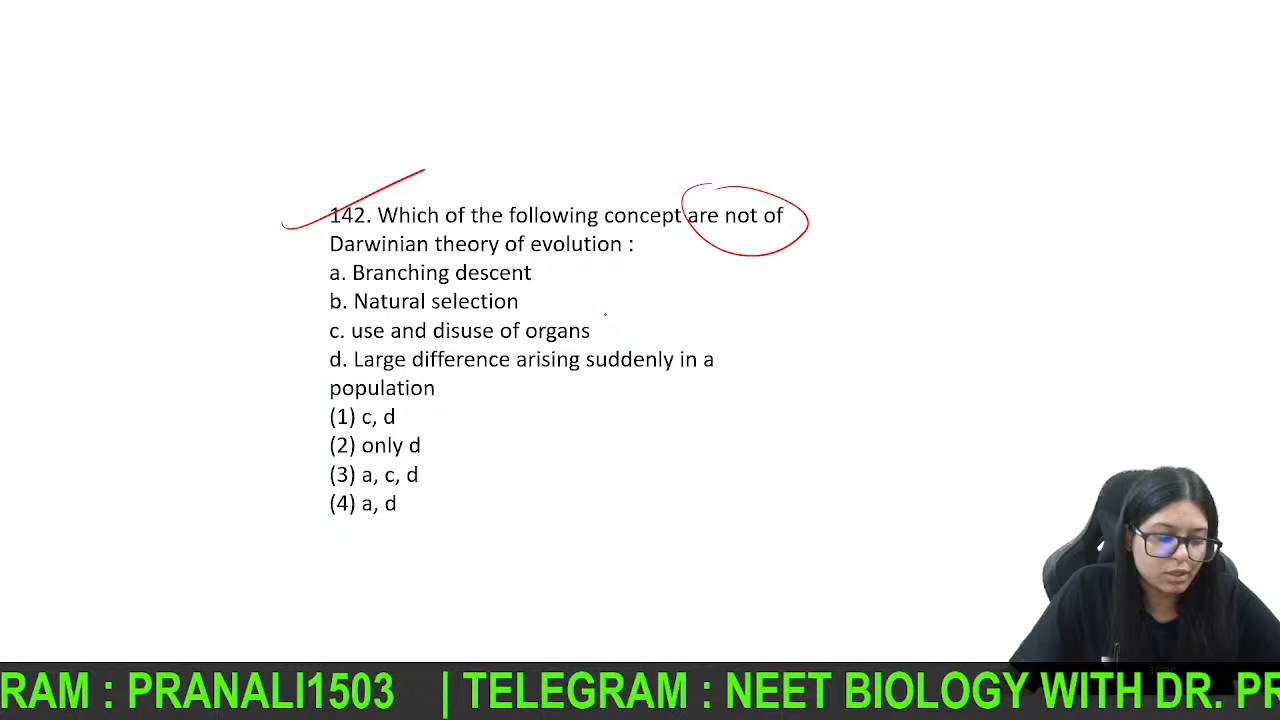 142. Which of the following concept are not of
Darwinian theory of evolution :
a. Branching descent
b. Natural selection
c. use and disuse of organs
d. Large difference arising suddenly in a
population
(1) c, d
(2) only d
(3) a, c, d
(4) a, d
RAM : PRANALI1503 | TELEGRAM : NEET BIOLOGY WITH DR. PR